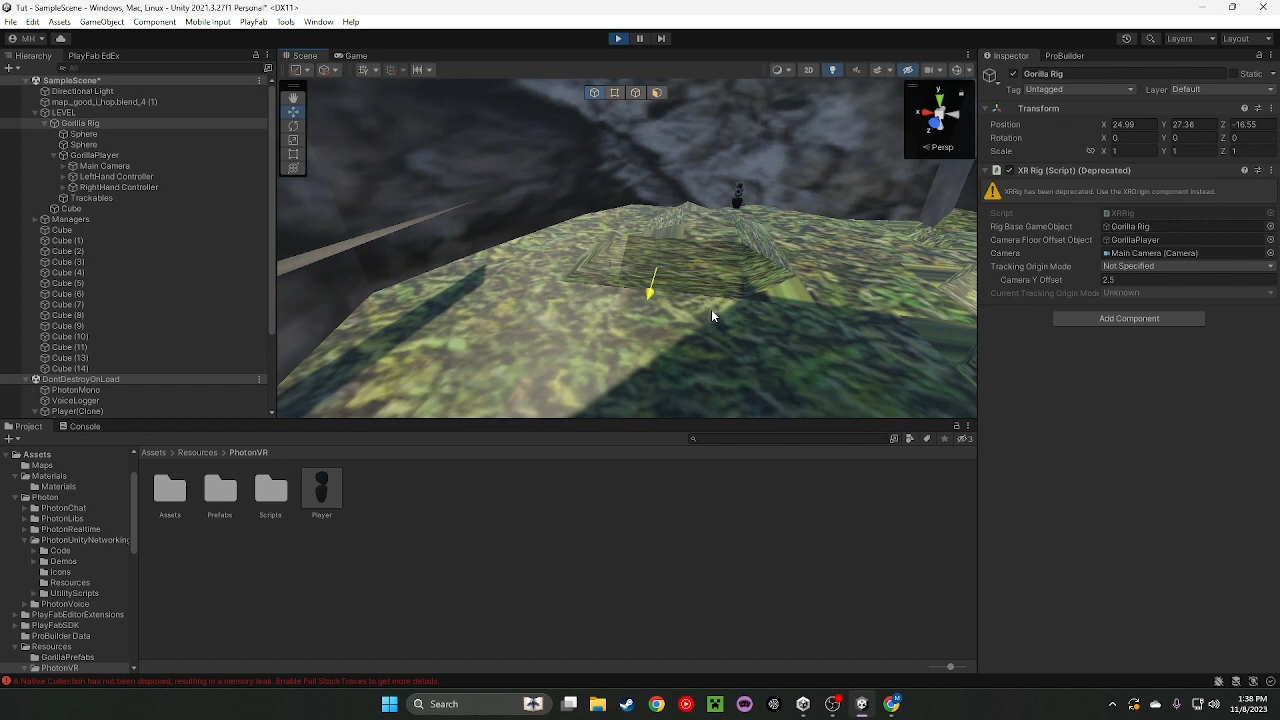 Tut - SampleScene - Windows, Mac, Linux - Unity 2021.3.27f1 Personal* <DX11>
File Edit Assets GameObject Component Mobile Input PlayFab Tools Window Help
MH Layers Layout
Hierarchy PlayFab EdEx Scene Game Inspector ProBuilder
All 2D
SampleScene*
Directional Light
map._good_l_hop.blend_4 (1)
LEVEL
Gorilla Rig
Sphere
Sphere
GorillaPlayer
Main Camera
LeftHand Controller
RightHand Controller
Trackables
Cube
Managers
Cube
Cube (1)
Cube (2)
Cube (3)
Cube (4)
Cube (5)
Cube (6)
Cube (7)
Cube (8)
Cube (9)
Cube (10)
Cube (11)
Cube (13)
Cube (14)
DontDestroyOnLoad
PhotonMono
VoiceLogger
Player(Clone)
y
x
z
Persp
Gorilla Rig Static
Tag Untagged Layer Default
Transform
Position X 24.99 Y 27.36 Z -16.55
Rotation X 0 Y 0 Z 0
Scale X 1 Y 1 Z 1
XR Rig (Script) (Deprecated)
XRRig has been deprecated. Use the XROrigin component instead.
Script XRRig
Rig Base GameObject Gorilla Rig
Camera Floor Offset Object GorillaPlayer
Camera Main Camera (Camera)
Tracking Origin Mode Not Specified
Camera Y Offset 2.5
Current Tracking Origin Mode Unknown
Add Component
Project Console
3
Assets
Maps
Materials
Materials
Photon
PhotonChat
PhotonLibs
PhotonRealtime
PhotonUnityNetworking
Code
Demos
Icons
Resources
UtilityScripts
PhotonVoice
PlayFabEditorExtensions
PlayFabSDK
ProBuilder Data
Resources
GorillaPrefabs
PhotonVR
Assets > Resources > PhotonVR
Assets Prefabs Scripts Player
A Native Collection has not been disposed, resulting in a memory leak. Enable Full StackTraces to get more details.
Search
M
1:38 PM
11/8/2023